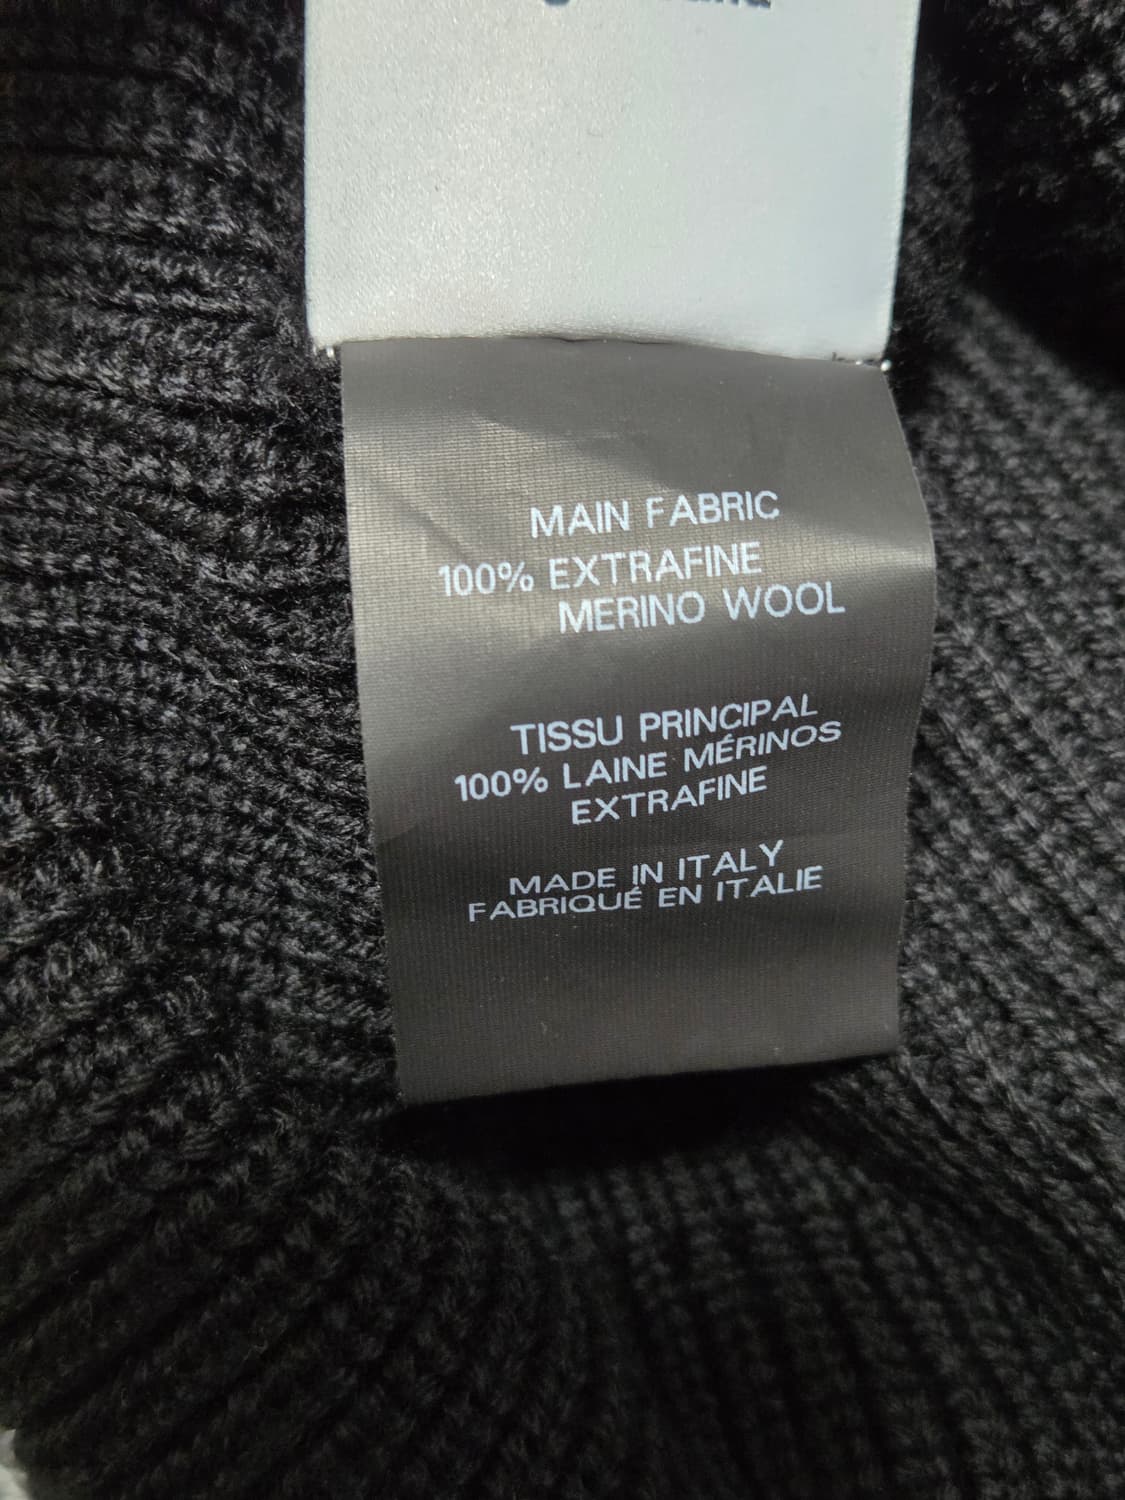 MAIN FABRIC
100% EXTRAFINE
MERINO WOOL
TISSU PRINCIPAL
100% LAINE MÉRINOS
EXTRAFINE
MADE IN ITALY
FABRIQUÉ EN ITALIE